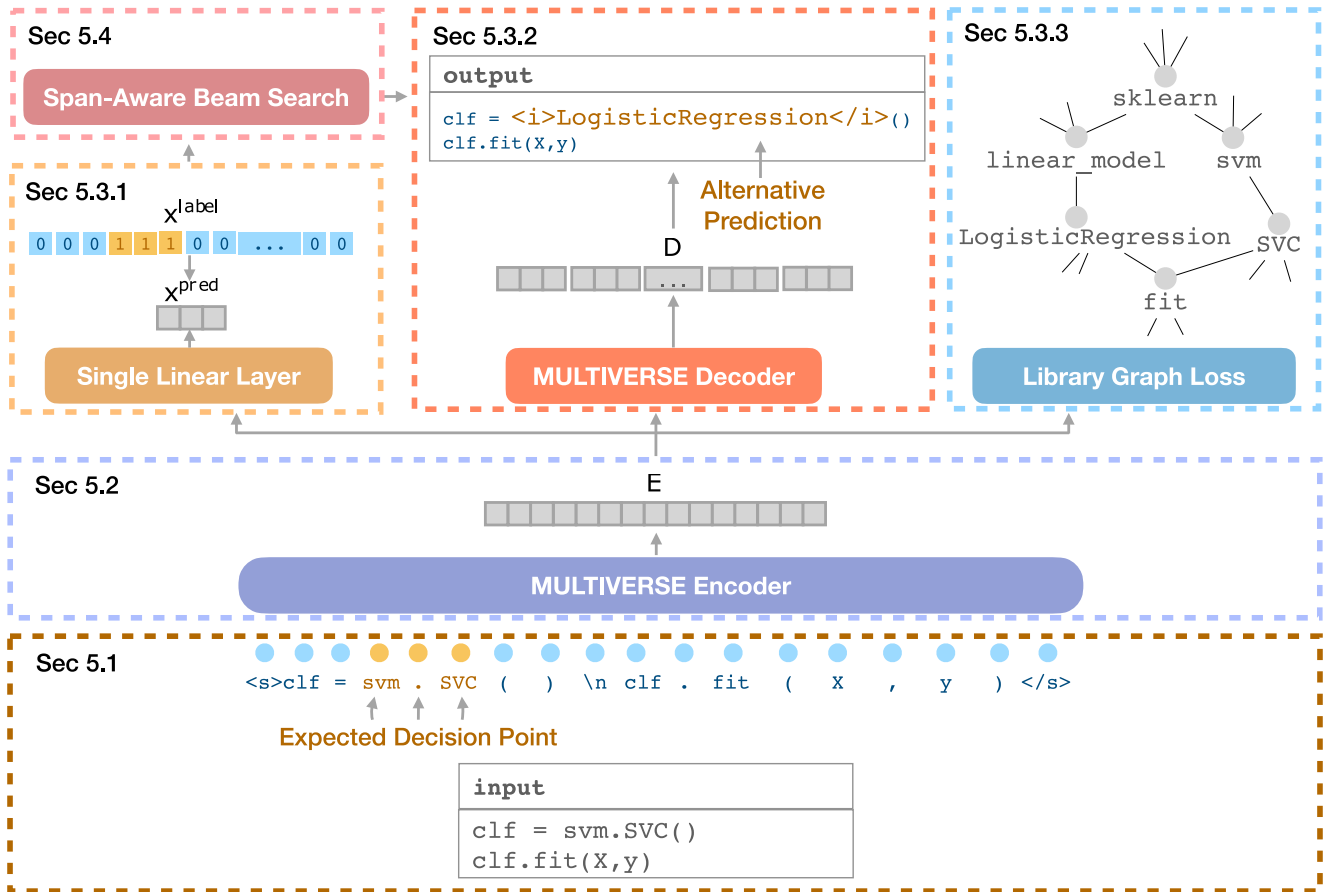 Sec 5.4
Span-Aware Beam Search
Sec 5.3.1
x^label
0 0 0 1 1 1 0 0 ... 0 0
x^pred
Single Linear Layer
Sec 5.3.2
output
clf = <i>LogisticRegression</i>()
clf.fit(X,y)
Alternative
Prediction
D
...
MULTIVERSE Decoder
Sec 5.3.3
sklearn
linear_model
svm
LogisticRegression
SVC
fit
Library Graph Loss
Sec 5.2
E
MULTIVERSE Encoder
Sec 5.1
<s>clf = svm . SVC ( ) \n clf . fit ( X , y ) </s>
Expected Decision Point
input
clf = svm.SVC()
clf.fit(X,y)